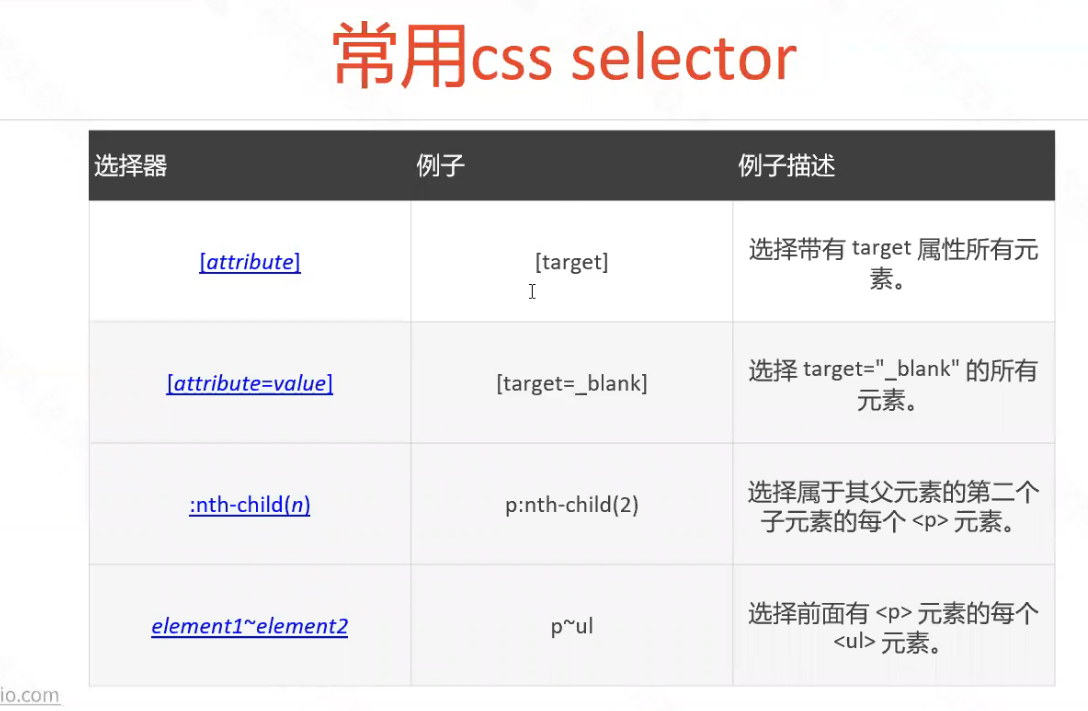 常用css selector
选择器
例子
例子描述
[attribute]
[target]
选择带有 target 属性所有元
素。
[attribute=value]
[target=_blank]
选择 target="_blank" 的所有
元素。
:nth-child(n)
p:nth-child(2)
选择属于其父元素的第二个
子元素的每个 <p> 元素。
element1~element2
p~ul
选择前面有 <p> 元素的每个
<ul> 元素。
io.com